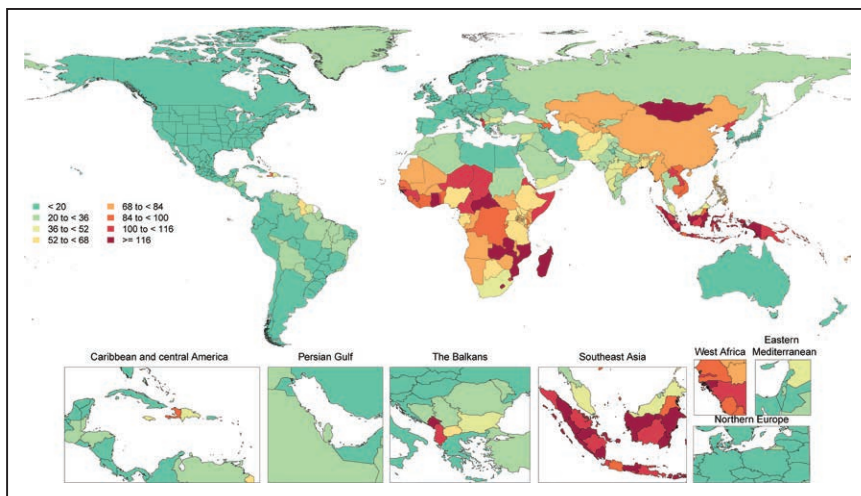 < 20
20 to < 36
36 to < 52
52 to < 68
68 to < 84
84 to < 100
100 to < 116
>= 116
Caribbean and central America
Persian Gulf
The Balkans
Southeast Asia
West Africa
Eastern
Mediterranean
Northern Europe